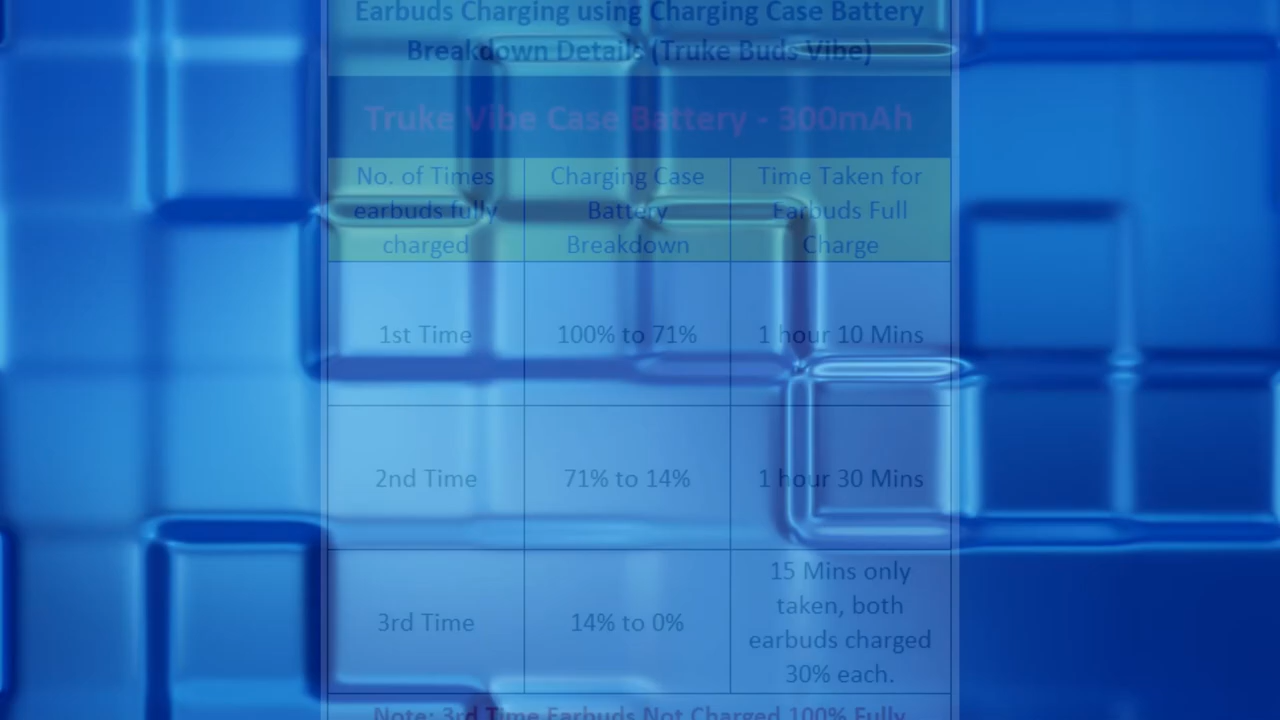 Earbuds Charging using Charging Case Battery
Breakdown Details (Truke Buds Vibe)
Truke Vibe Case Battery - 300mAh
No. of Times
earbuds fully
charged
Charging Case
Battery
Breakdown
Time Taken for
Earbuds Full
Charge
1st Time
100% to 71%
1 hour 10 Mins
2nd Time
71% to 14%
1 hour 30 Mins
3rd Time
14% to 0%
15 Mins only
taken, both
earbuds charged
30% each.
Note: 3rd Time Earbuds Not Charged 100% Fully